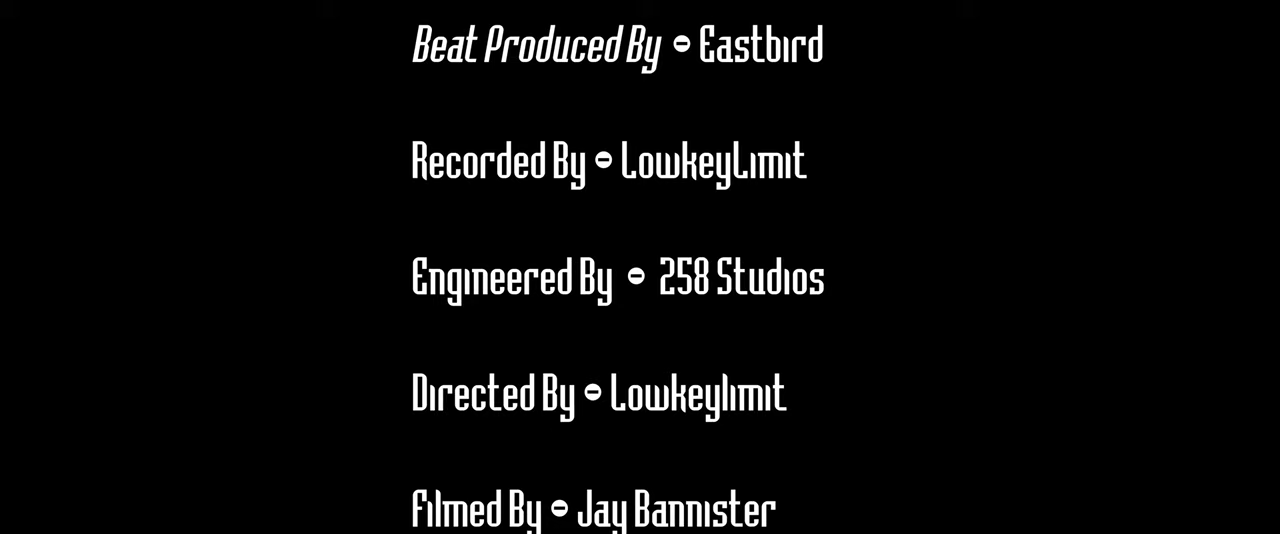 Beat Produced By • Eastbird
Recorded By • LowkeyLimit
Engineered By • 258 Studios
Directed By • Lowkeylimit
Filmed By • Jay Bannister